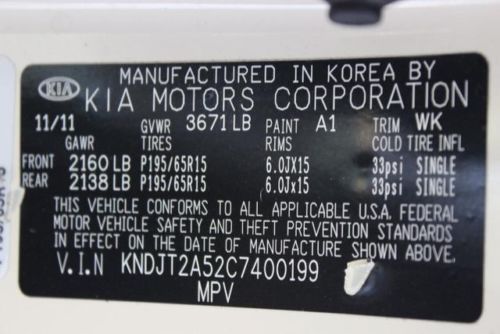 MANUFACTURED IN KOREA BY
KIA KIA MOTORS CORPORATION
11/11 GVWR 3671 LB PAINT A1 TRIM WK
GAWR TIRES RIMS COLD TIRE INFL
FRONT 2160 LB P195/65R15 6.0JX15 33psi SINGLE
REAR 2138 LB P195/65R15 6.0Jx15 33psi SINGLE
THIS VEHICLE CONFORMS TO ALL APPLICABLE U.S.A. FEDERAL
MOTOR VEHICLE SAFETY AND THEFT PREVENTION STANDARDS
IN EFFECT ON THE DATE OF MANUFACTURE SHOWN ABOVE.
V.I.N KNDJT2A52C7400199
MPV